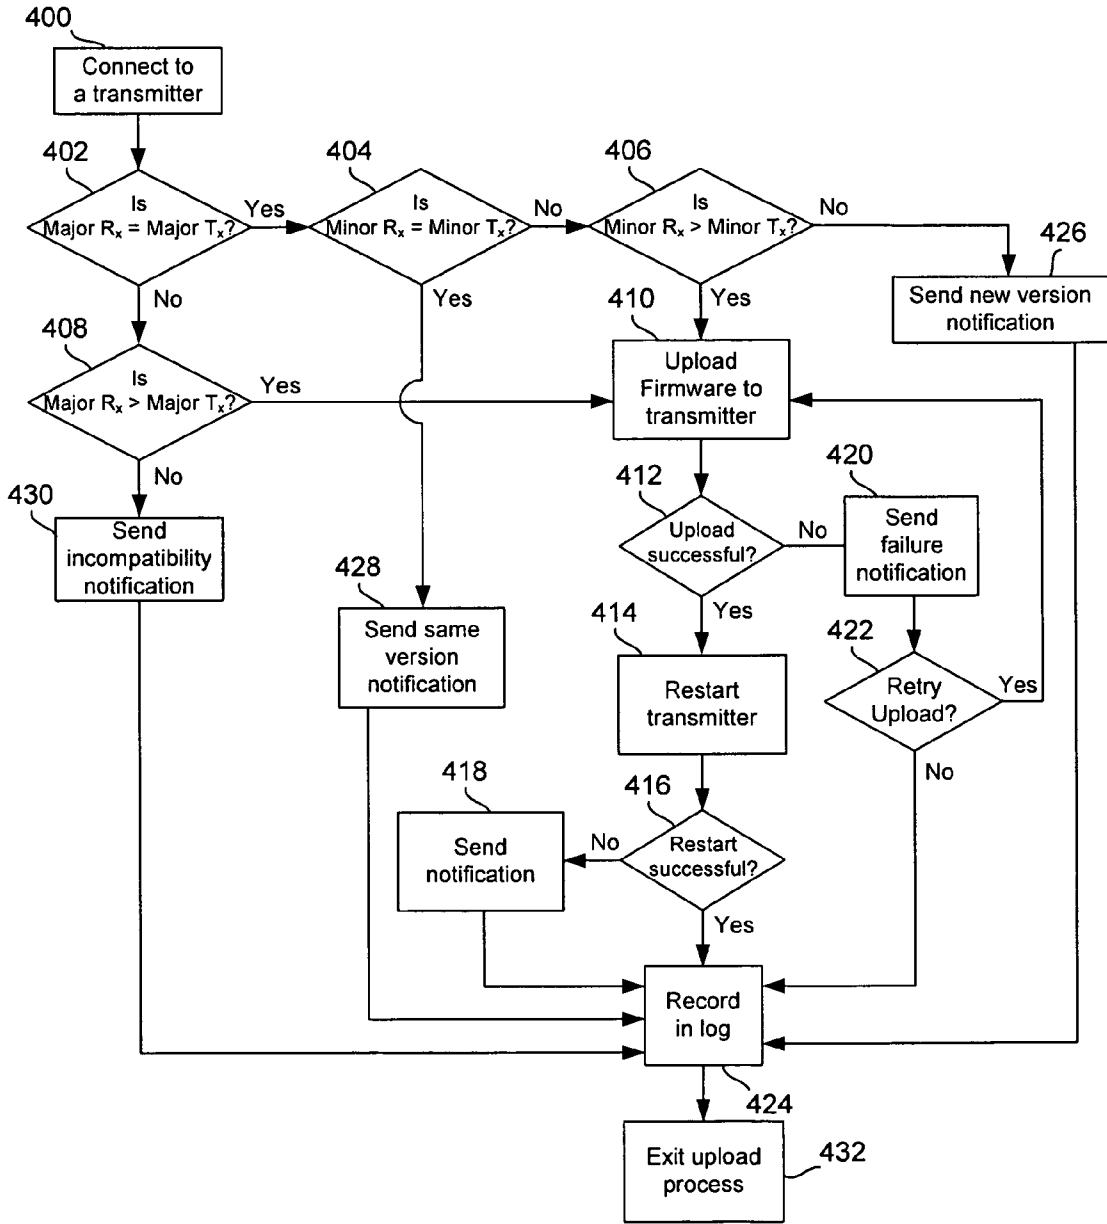 400
Connect to
a transmitter
402
Is
Major Rx = Major Tx?
Yes
404
Is
Minor Rx = Minor Tx?
No
406
Is
Minor Rx > Minor Tx?
No
426
Send new version
notification
No
Yes
Yes
408
Is
Major Rx > Major Tx?
Yes
410
Upload
Firmware to
transmitter
No
430
Send
incompatibility
notification
412
Upload
successful?
No
420
Send
failure
notification
428
Send same
version
notification
Yes
414
Restart
transmitter
422
Retry
Upload?
Yes
No
418
Send
notification
No
416
Restart
successful?
Yes
Record
in log
424
Exit upload
process
432